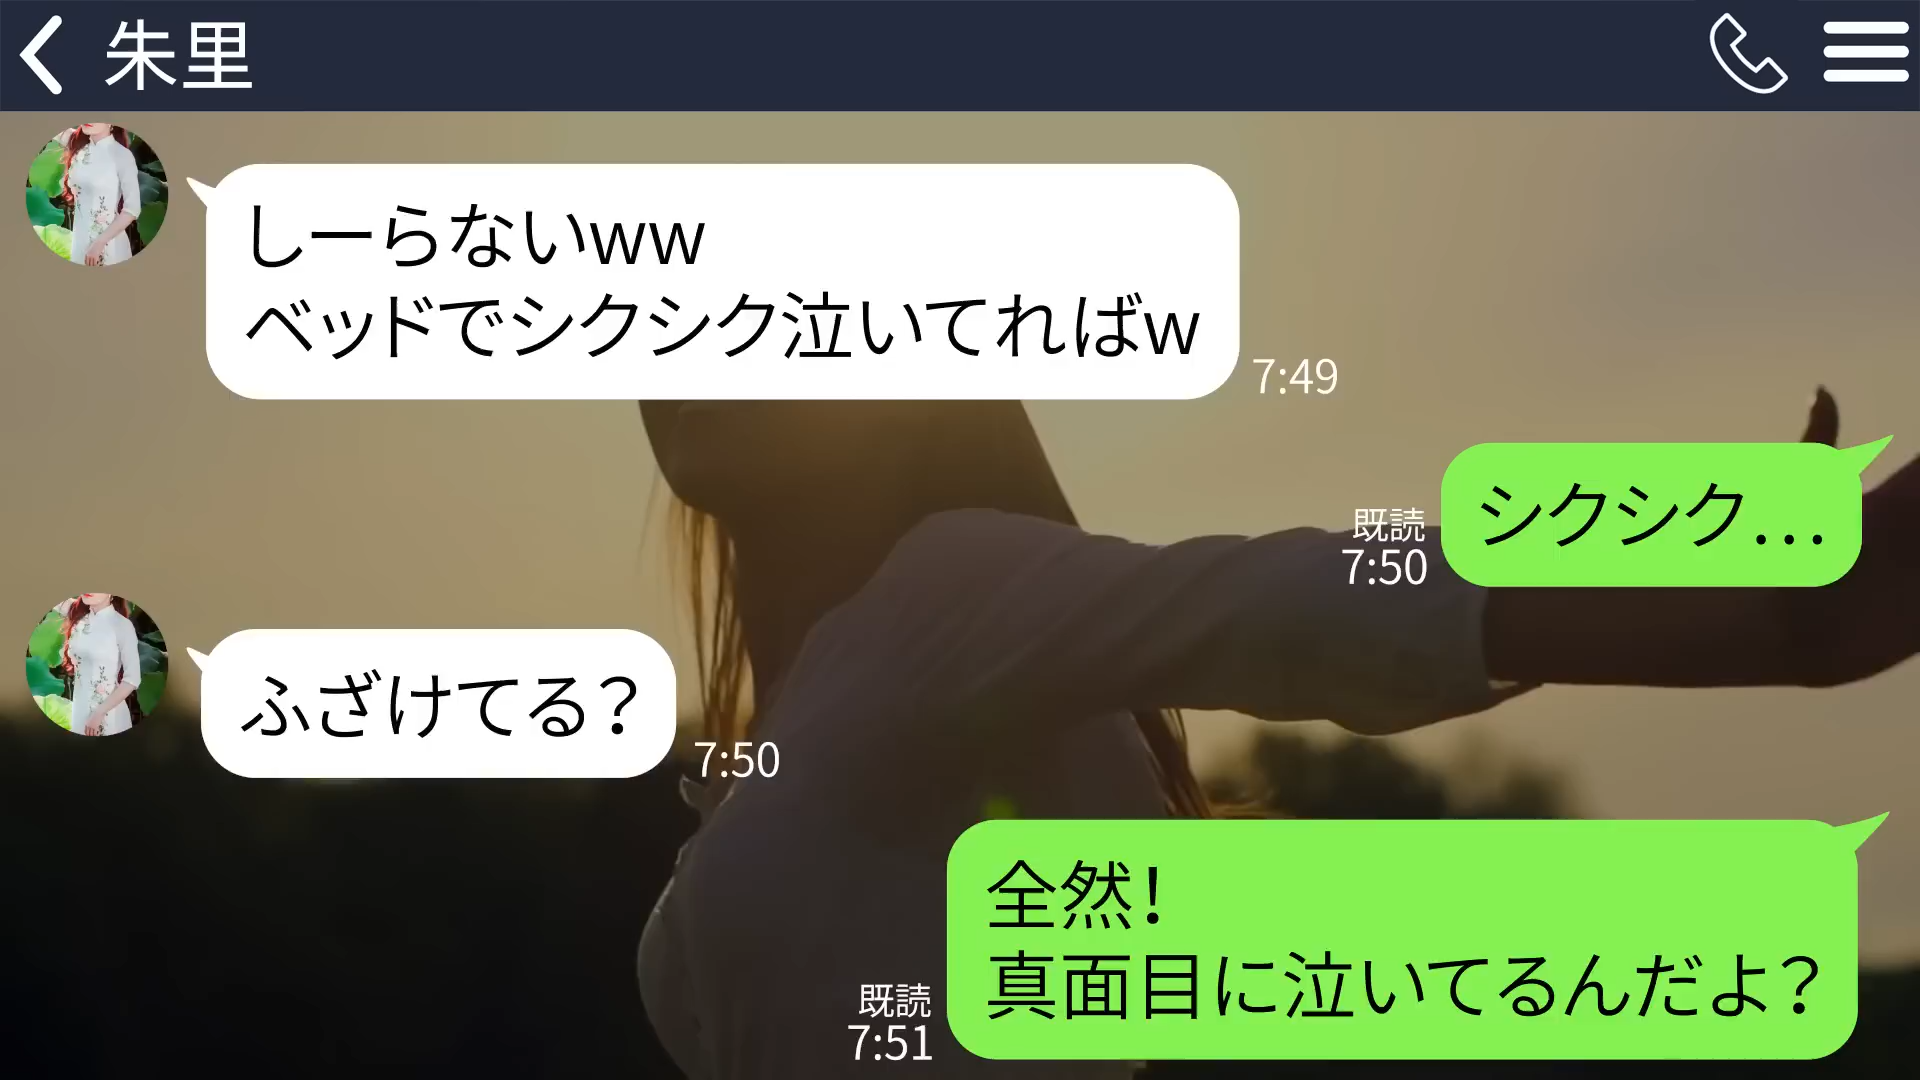 朱里
しーらないww
ベッドでシクシク泣いてればw
7:49
シクシク…
既読
7:50
ふざけてる？
7:50
全然！
真面目に泣いてるんだよ？
既読
7:51